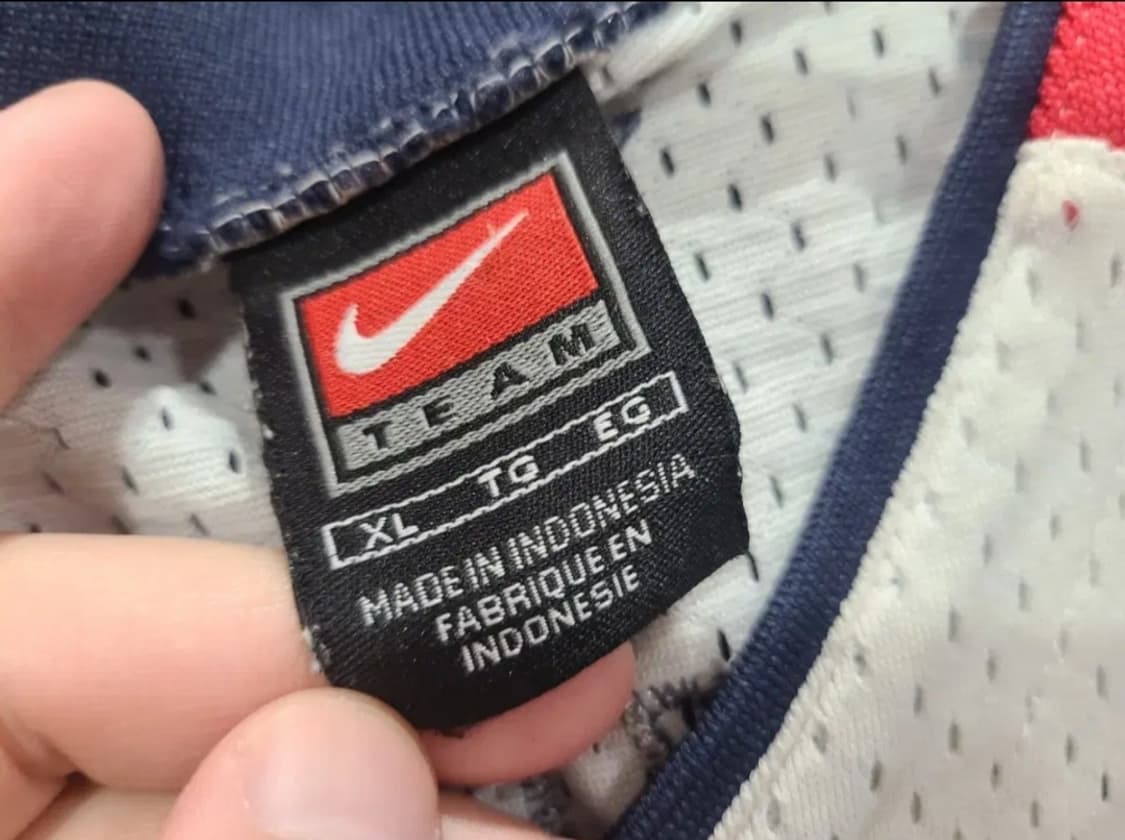 TEAM
XL TG EG
MADE IN INDONESIA
FABRIQUE EN
INDONESIE